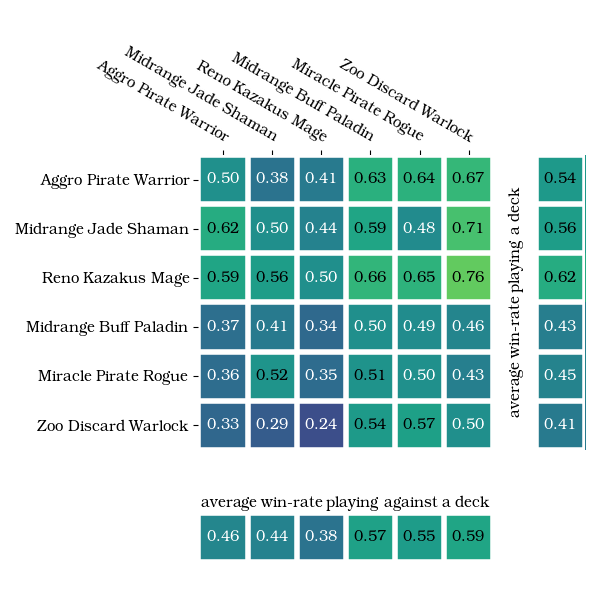 Aggro Pirate Warrior
Midrange Jade Shaman
Reno Kazakus Mage
Midrange Buff Paladin
Miracle Pirate Rogue
Zoo Discard Warlock
Aggro Pirate Warrior 0.50 0.38 0.41 0.63 0.64 0.67 0.54
Midrange Jade Shaman 0.62 0.50 0.44 0.59 0.48 0.71 0.56
Reno Kazakus Mage 0.59 0.56 0.50 0.66 0.65 0.76 0.62
Midrange Buff Paladin 0.37 0.41 0.34 0.50 0.49 0.46 0.43
Miracle Pirate Rogue 0.36 0.52 0.35 0.51 0.50 0.43 0.45
Zoo Discard Warlock 0.33 0.29 0.24 0.54 0.57 0.50 0.41
average win-rate playing a deck
average win-rate playing against a deck
0.46 0.44 0.38 0.57 0.55 0.59